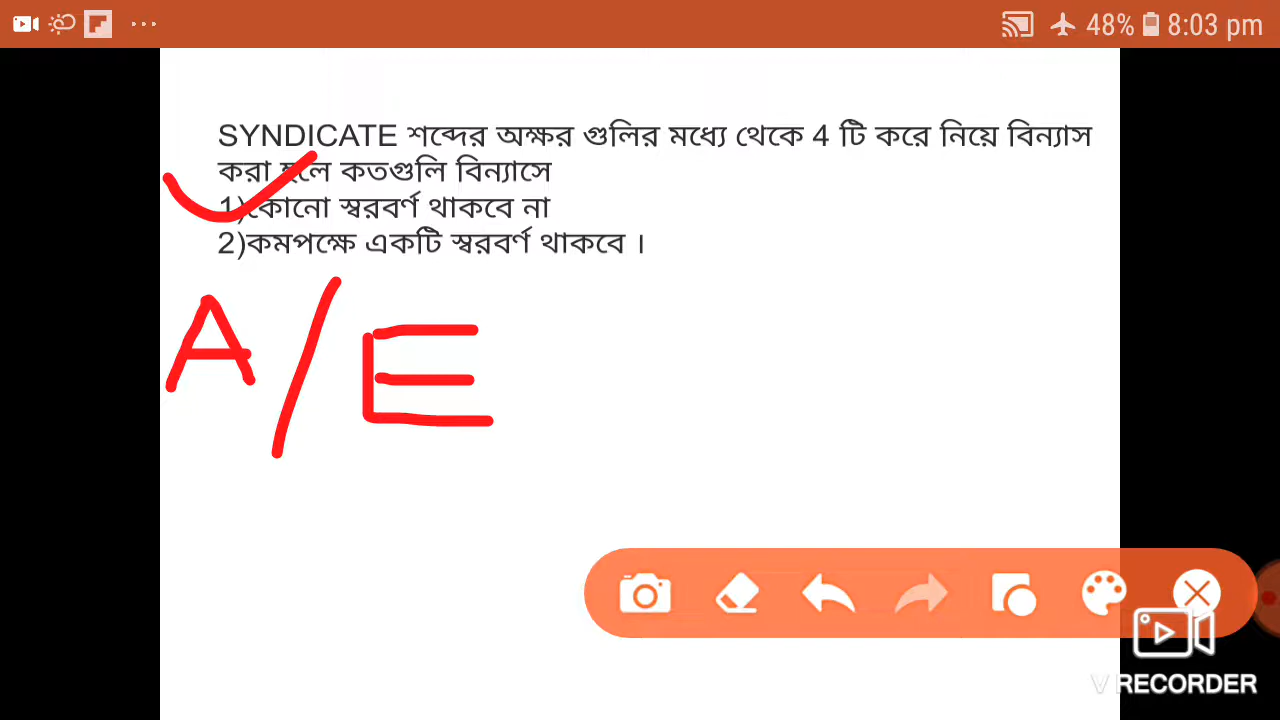 48% 8:03 pm
SYNDICATE শব্দের অক্ষর গুলির মধ্যে থেকে 4 টি করে নিয়ে বিন্যাস
করা হলে কতগুলি বিন্যাসে
1)কোনো স্বরবর্ণ থাকবে না
2)কমপক্ষে একটি স্বরবর্ণ থাকবে ।
A/E
V RECORDER